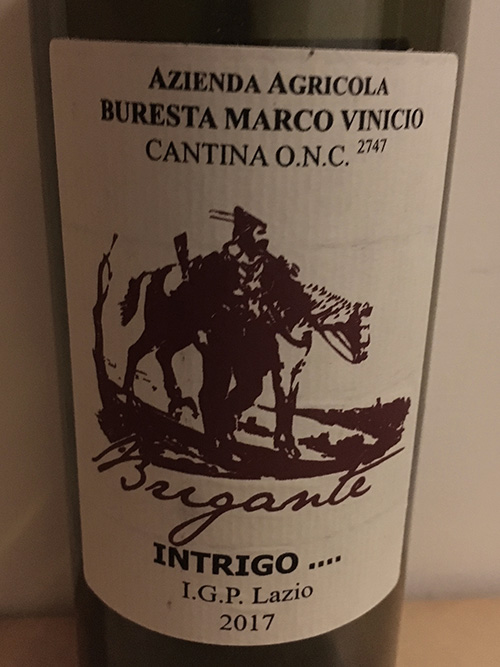 AZIENDA AGRICOLA
BURESTA MARCO VINICIO
CANTINA O.N.C. 2747
Brigante
INTRIGO ....
I.G.P. Lazio
2017